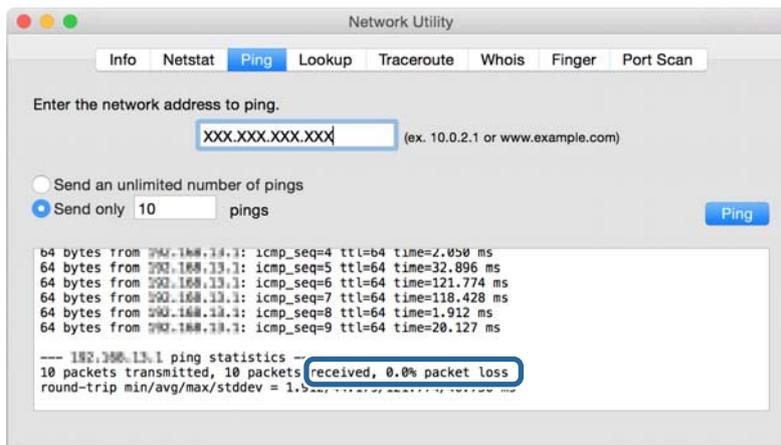 Network Utility
Info Netstat Ping Lookup Traceroute Whois Finger Port Scan
Enter the network address to ping.
XXX.XXX.XXX.XXX (ex. 10.0.2.1 or www.example.com)
Send an unlimited number of pings
Send only 10 pings
Ping
64 bytes from : icmp_seq=4 ttl=64 time=2.050 ms
64 bytes from : icmp_seq=5 ttl=64 time=32.896 ms
64 bytes from : icmp_seq=6 ttl=64 time=121.774 ms
64 bytes from : icmp_seq=7 ttl=64 time=118.428 ms
64 bytes from : icmp_seq=8 ttl=64 time=1.912 ms
64 bytes from : icmp_seq=9 ttl=64 time=20.127 ms
--- ping statistics --
10 packets transmitted, 10 packets received, 0.0% packet loss
round-trip min/avg/max/stddev =